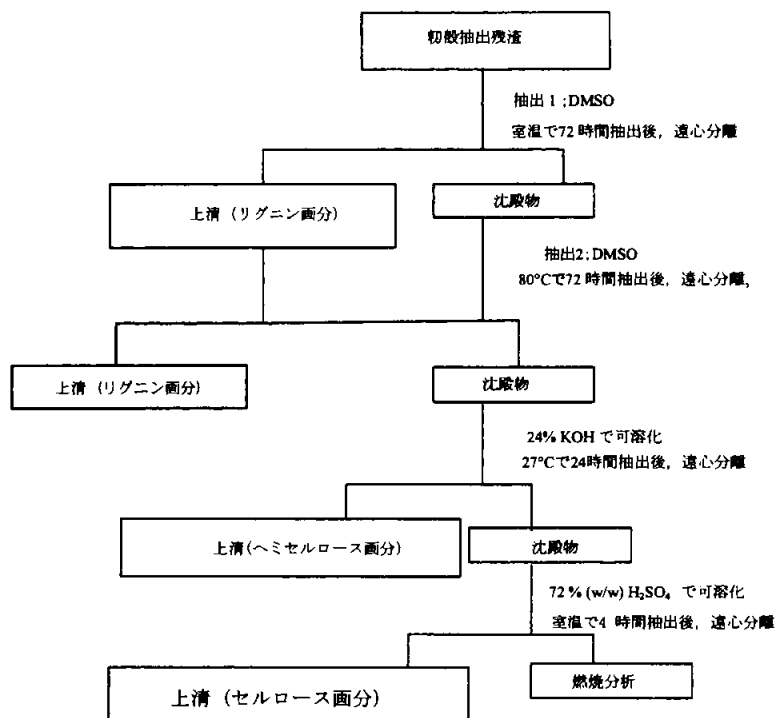 籾殻抽出残渣
抽出 1 ;DMSO
室温で72 時間抽出後，遠心分離
上清（リグニン画分）
沈殿物
抽出2;DMSO
80°Cで72 時間抽出後，遠心分離,
上清（リグニン画分）
沈殿物
24% KOH で可溶化
27°Cで24時間抽出後，遠心分離
上清(ヘミセルロース画分）
沈殿物
72 % (w/w) H₂SO₄ で可溶化
室温で4 時間抽出後，遠心分離
上清（セルロース画分）
燃焼分析